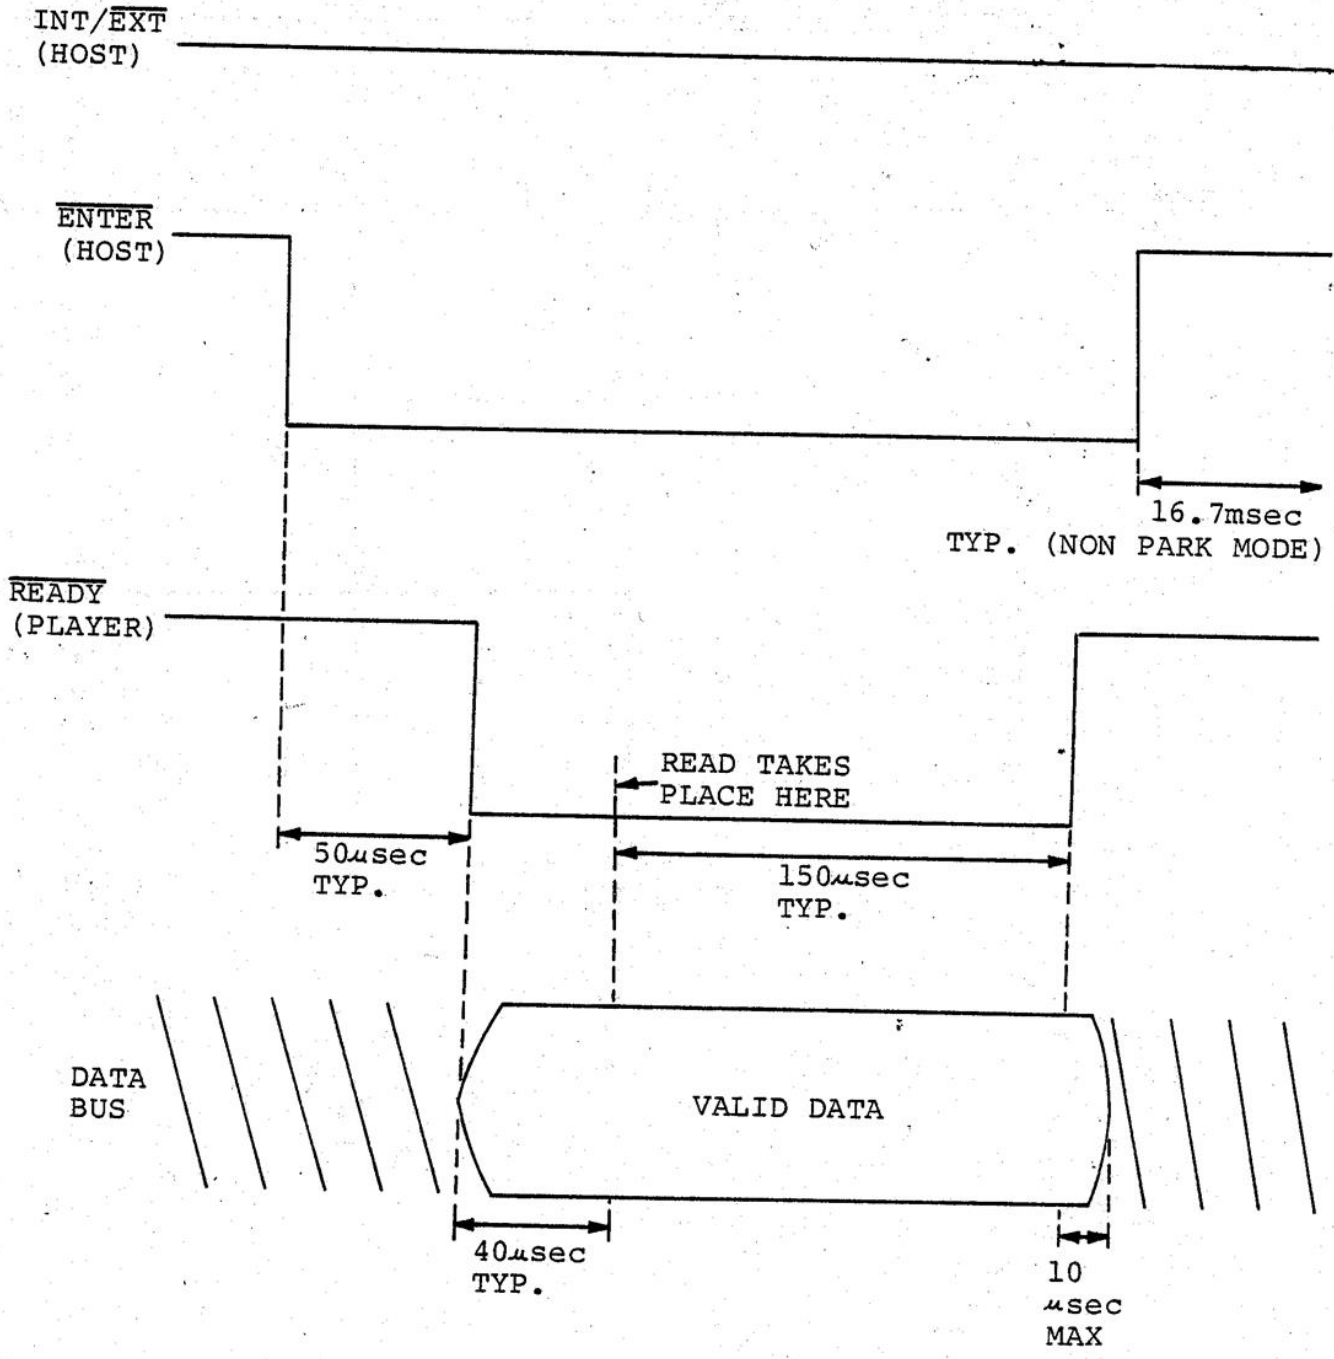 INT/EXT
(HOST)
ENTER
(HOST)
16.7msec
TYP. (NON PARK MODE)
READY
(PLAYER)
READ TAKES
PLACE HERE
50μsec
TYP.
150μsec
TYP.
DATA
BUS
VALID DATA
40μsec
TYP.
10
μsec
MAX